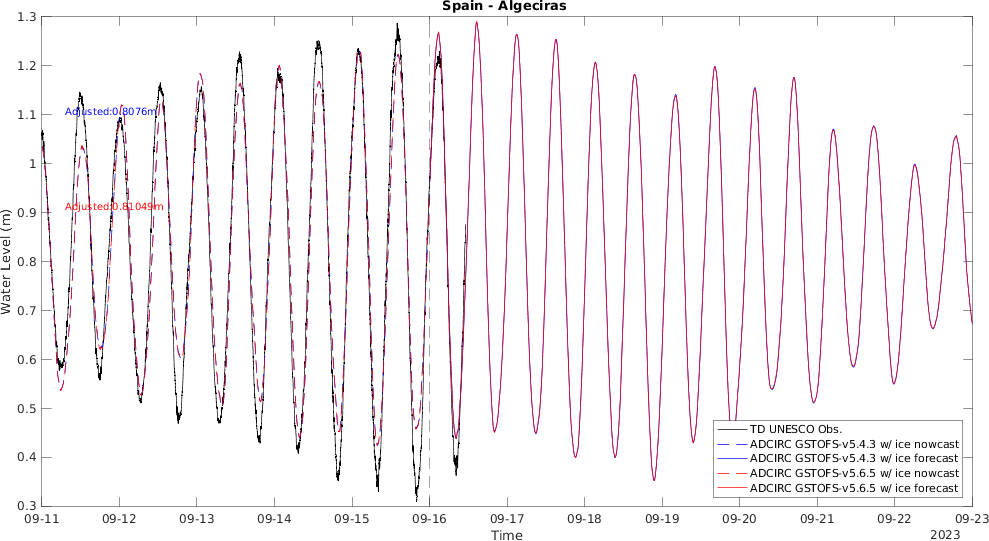 Spain - Algeciras
1.3
1.2
1.1
1
0.9
0.8
0.7
0.6
0.5
0.4
0.3
Water Level (m)
Adjusted:0.8076m
Adjusted:0.81049m
TD UNESCO Obs.
ADCIRC GSTOFS-v5.4.3 w/ ice nowcast
ADCIRC GSTOFS-v5.4.3 w/ ice forecast
ADCIRC GSTOFS-v5.6.5 w/ ice nowcast
ADCIRC GSTOFS-v5.6.5 w/ ice forecast
09-11 09-12 09-13 09-14 09-15 09-16 09-17 09-18 09-19 09-20 09-21 09-22 09-23
Time
2023